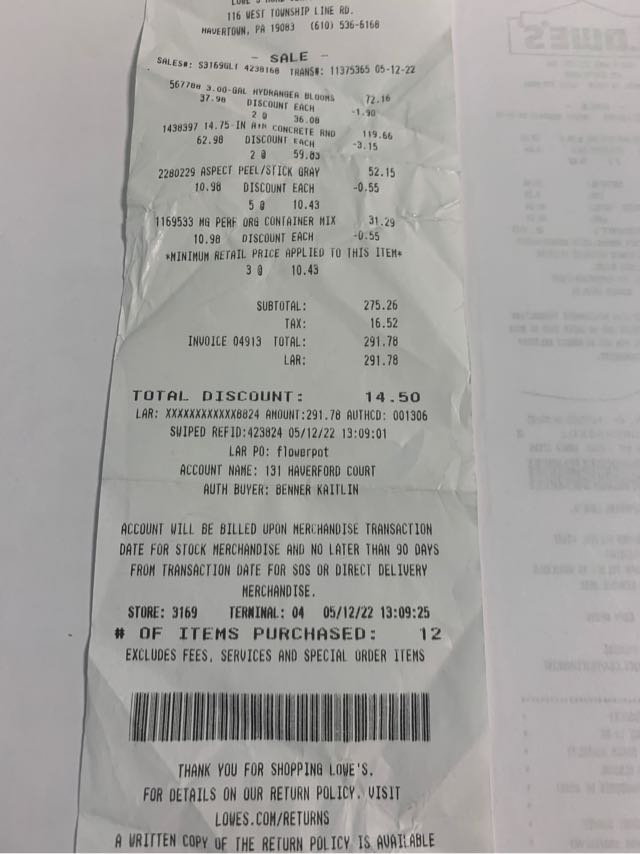 116 WEST TOWNSHIP LINE RD.
HAVERTOWN, PA 19083 (610) 536-6168
- SALE -
SALES#: S3169GLT 4238168 TRANS#: 11375365 05-12-22
567788 3.00-GAL HYDRANGEA BLOOMS 72.16
37.98 DISCOUNT EACH -1.90
2 @ 36.08
1438397 14.75-IN CONCRETE RND 119.66
62.98 DISCOUNT EACH -3.15
2 @ 59.83
2280229 ASPECT PEEL/STICK GRAY 52.15
10.98 DISCOUNT EACH -0.55
5 @ 10.43
1169533 MG PERF ORG CONTAINER MIX 31.29
10.98 DISCOUNT EACH -0.55
*MINIMUM RETAIL PRICE APPLIED TO THIS ITEM*
3 @ 10.43
SUBTOTAL: 275.26
TAX: 16.52
INVOICE 04913 TOTAL: 291.78
LAR: 291.78
TOTAL DISCOUNT: 14.50
LAR: XXXXXXXXXXXX8824 AMOUNT:291.78 AUTHCD: 001306
SWIPED REFID:423824 05/12/22 13:09:01
LAR PO: flowerpot
ACCOUNT NAME: 131 HAVERFORD COURT
AUTH BUYER: BENNER KAITLIN
ACCOUNT WILL BE BILLED UPON MERCHANDISE TRANSACTION
DATE FOR STOCK MERCHANDISE AND NO LATER THAN 90 DAYS
FROM TRANSACTION DATE FOR SOS OR DIRECT DELIVERY
MERCHANDISE.
STORE: 3169 TERMINAL: 04 05/12/22 13:09:25
# OF ITEMS PURCHASED: 12
EXCLUDES FEES, SERVICES AND SPECIAL ORDER ITEMS
THANK YOU FOR SHOPPING LOWE'S.
FOR DETAILS ON OUR RETURN POLICY, VISIT
LOWES.COM/RETURNS
A WRITTEN COPY OF THE RETURN POLICY IS AVAILABLE